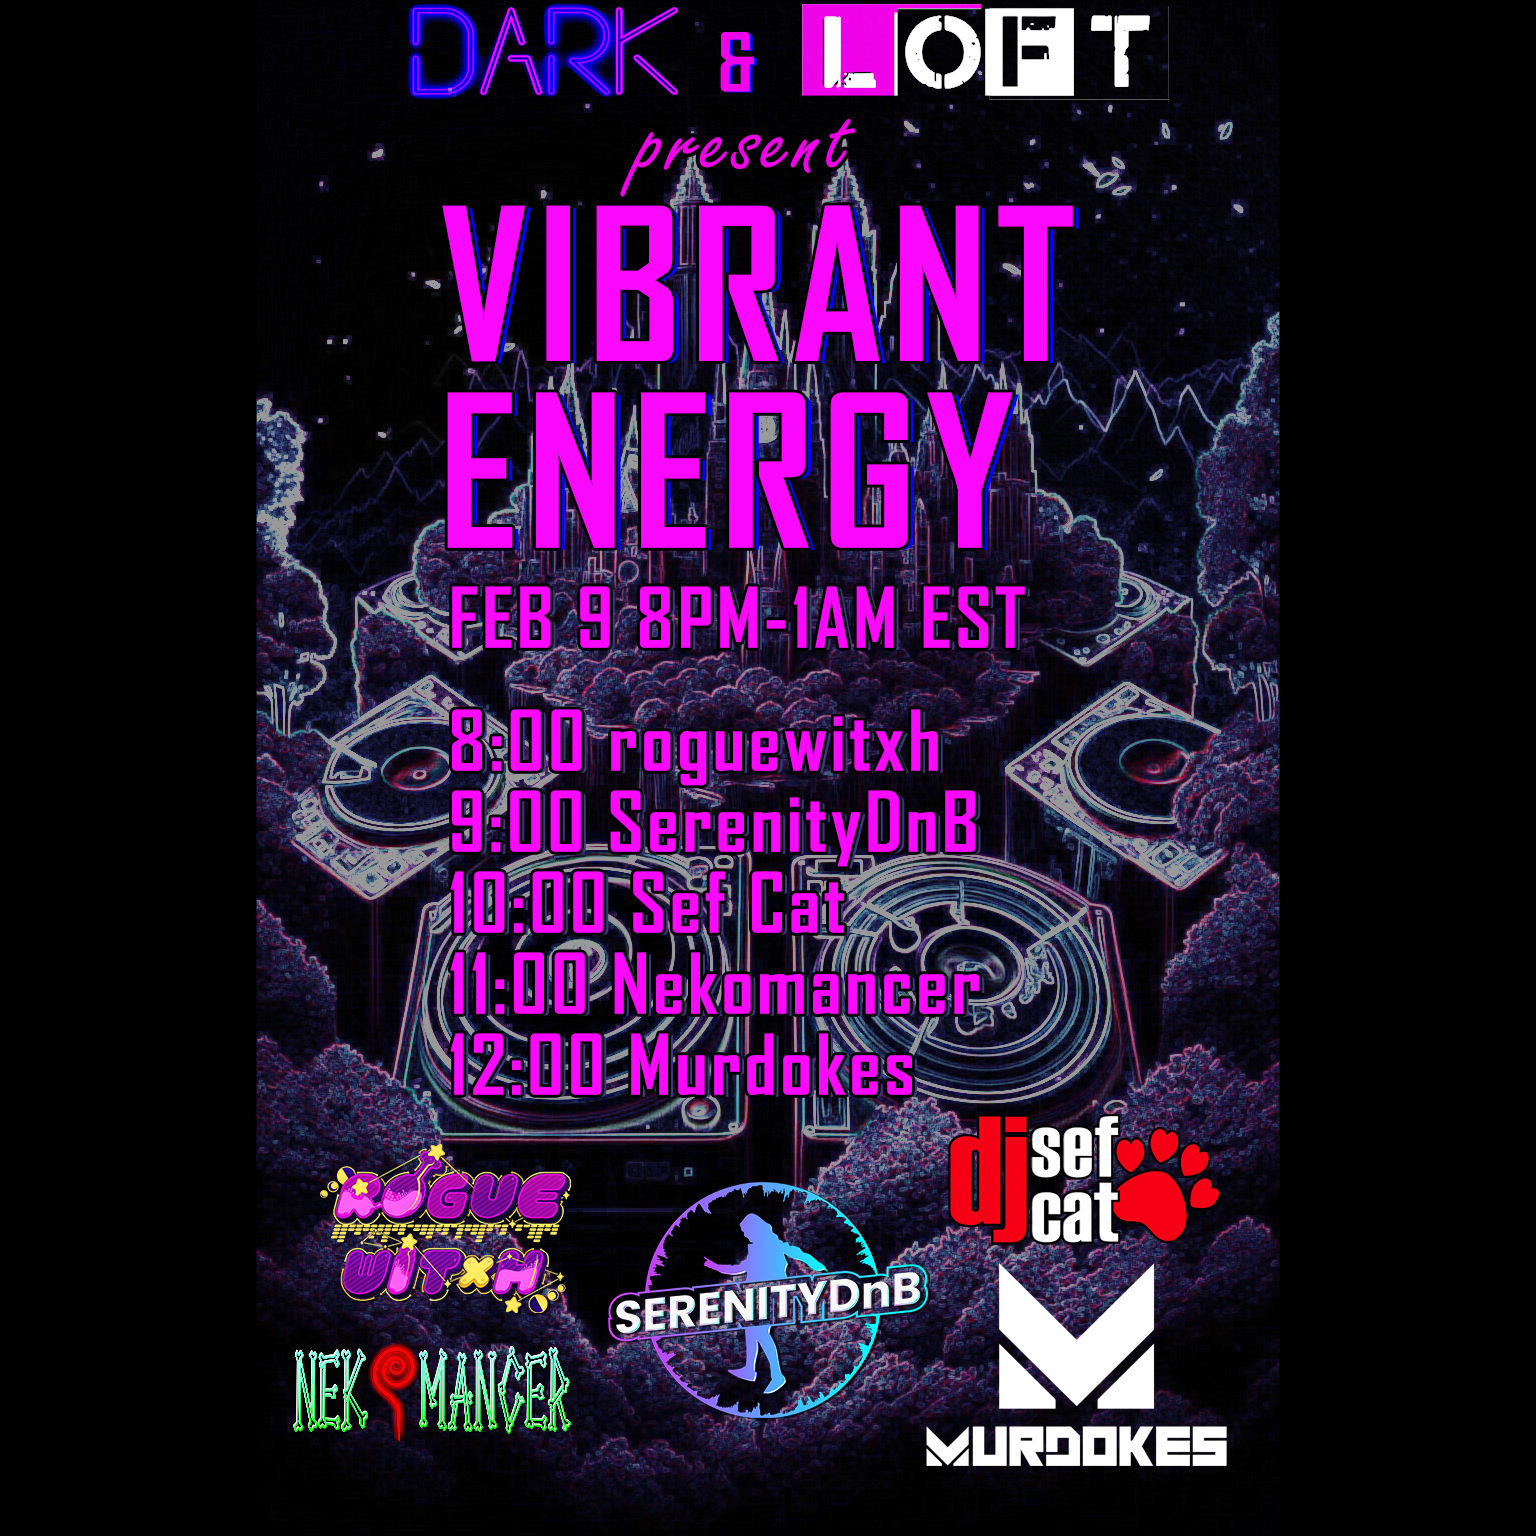 DARK & LOFT
present
VIBRANT
ENERGY
FEB 9 8PM-1AM EST
8:00 roguewitxh
9:00 SerenityDnB
10:00 Sef Cat
11:00 Nekomancer
12:00 Murdokes
dj sef
cat
ROGUE
WITXH
SERENITYDnB
NEKOMANCER
MURDOKES